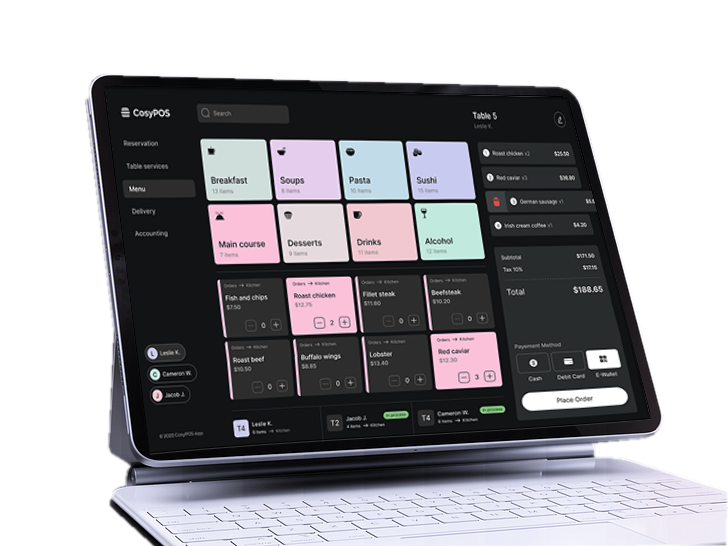 CosyPOS
Search
Table 5
Leslie K.
Reservation
Table services
Menu
Delivery
Accounting
Breakfast
13 items
Soups
8 items
Pasta
10 items
Sushi
15 items
Main course
7 items
Desserts
9 items
Drinks
11 items
Alcohol
12 items
1 Roast chicken x2 $25.50
2 Red caviar x3 $36.90
3 German sausage x1
4 Irish cream coffee x1 $4.20
Subtotal $171.50
Tax 10% $17.15
Total $188.65
Orders → Kitchen
Fish and chips
$7.50
0
Orders → Kitchen
Roast chicken
$12.75
2
Orders → Kitchen
Fillet steak
$11.60
0
Orders → Kitchen
Beefsteak
$10.20
0
Orders → Kitchen
Roast beef
$10.50
0
Orders → Kitchen
Buffalo wings
$8.85
0
Orders → Kitchen
Lobster
$13.40
0
Orders → Kitchen
Red caviar
$12.30
3
Payement Method
Cash
Debit Card
E-Wallet
Place Order
L Leslie K.
C Cameron W.
J Jacob J.
T4
Leslie K.
6 items → Kitchen
T2
Jacob J.
4 items → Kitchen
In process
T4
Cameron W.
6 items → Kitchen
In process
CosyPOS App